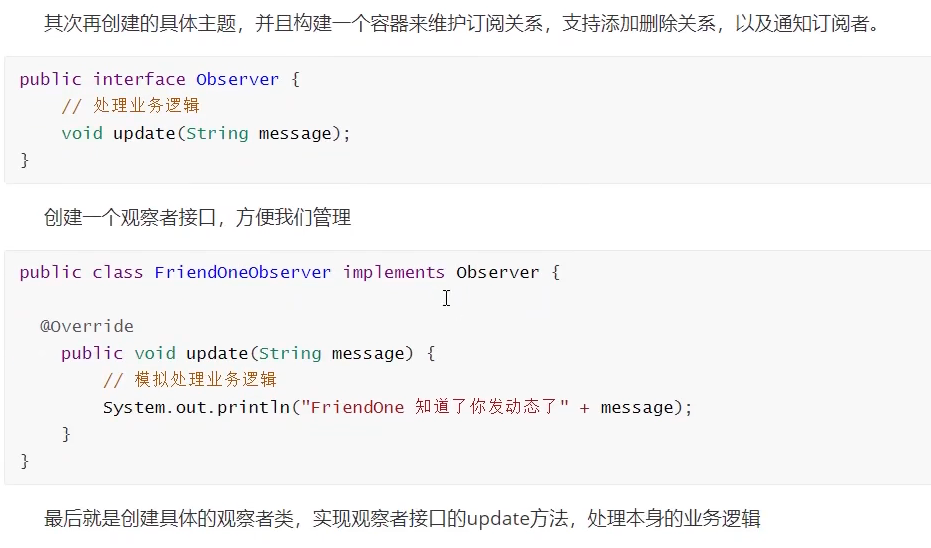 其次再创建的具体主题，并且构建一个容器来维护订阅关系，支持添加删除关系，以及通知订阅者。
public interface Observer {
    // 处理业务逻辑
    void update(String message);
}
创建一个观察者接口，方便我们管理
public class FriendOneObserver implements Observer {
  @Override
    public void update(String message) {
        // 模拟处理业务逻辑
        System.out.println("FriendOne 知道了你发动态了" + message);
    }
}
最后就是创建具体的观察者类，实现观察者接口的update方法，处理本身的业务逻辑